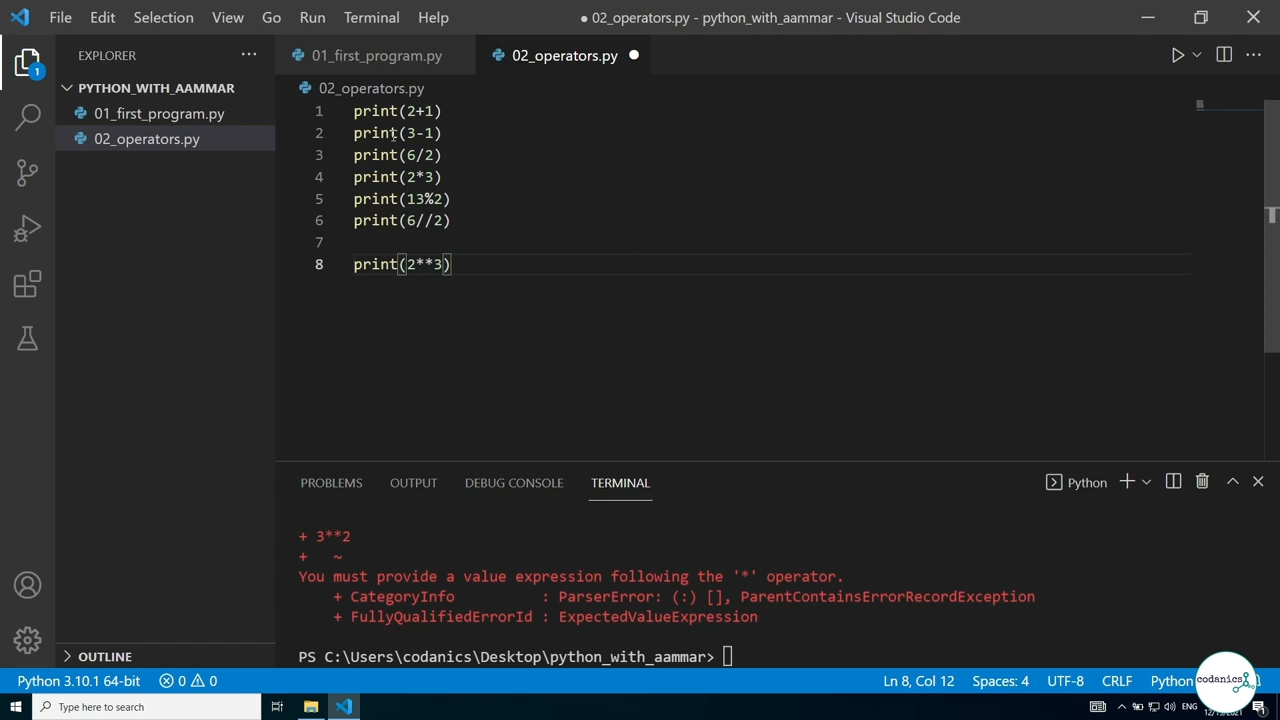 File Edit Selection View Go Run Terminal Help
● 02_operators.py - python_with_aammar - Visual Studio Code
EXPLORER
1
PYTHON_WITH_AAMMAR
01_first_program.py
02_operators.py
OUTLINE
01_first_program.py 02_operators.py
02_operators.py
1 print(2+1)
2 print(3-1)
3 print(6/2)
4 print(2*3)
5 print(13%2)
6 print(6//2)
7
8 print(2**3)
PROBLEMS OUTPUT DEBUG CONSOLE TERMINAL
Python
+ 3**2
+   ~
You must provide a value expression following the '*' operator.
+ CategoryInfo : ParserError: (:) [], ParentContainsErrorRecordException
+ FullyQualifiedErrorId : ExpectedValueExpression
PS C:\Users\codanics\Desktop\python_with_aammar>
Python 3.10.1 64-bit 0 0 Ln 8, Col 12 Spaces: 4 UTF-8 CRLF Python
codanics
Type here to search
ENG